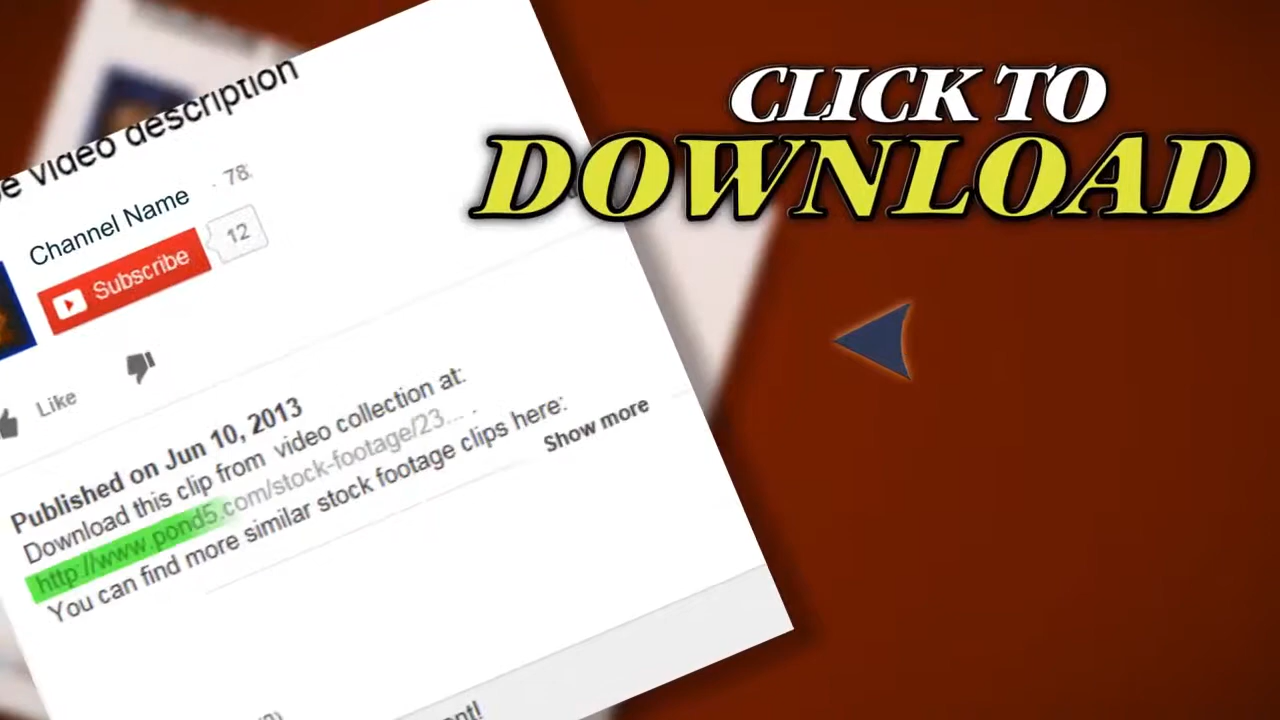 CLICK TO
DOWNLOAD
video description
Channel Name
78
Subscribe
12
Like
Published on Jun 10, 2013
Download this clip from video collection at:
http://www.pond5.com/stock-footage/23...
You can find more similar stock footage clips here:
Show more